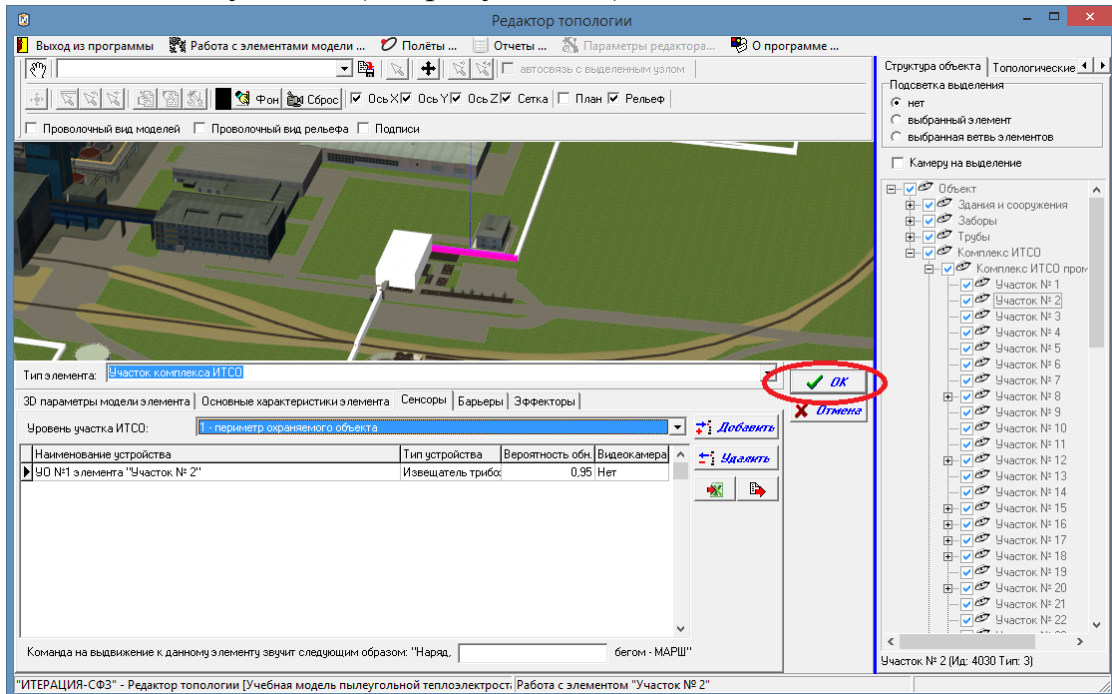 Редактор топологии
Выход из программы Работа с элементами модели ... Полёты ... Отчеты ... Параметры редактора... О программе ...
автосвязь с выделенным узлом
Фон Сброс Ось X Ось Y Ось Z Сетка План Рельеф
Проволочный вид моделей Проволочный вид рельефа Подписи
Структура объекта Топологические
Подсветка выделения
нет
выбранный элемент
выбранная ветвь элементов
Камеру на выделение
Объект
Здания и сооружения
Заборы
Трубы
Комплекс ИТСО
Комплекс ИТСО пром
Участок № 1
Участок № 2
Участок № 3
Участок № 4
Участок № 5
Участок № 6
Участок № 7
Участок № 8
Участок № 9
Участок № 10
Участок № 11
Участок № 12
Участок № 13
Участок № 14
Участок № 15
Участок № 16
Участок № 17
Участок № 18
Участок № 19
Участок № 20
Участок № 21
Участок № 22
Участок № 2 (Ид: 4030 Тип: 3)
Тип элемента: Участок комплекса ИТСО
OK
Отмена
3D параметры модели элемента Основные характеристики элемента Сенсоры Барьеры Эффекторы
Уровень участка ИТСО: 1 - периметр охраняемого объекта
Добавить
Удалить
Наименование устройства Тип устройства Вероятность обн. Видеокамера
УО №1 элемента "Участок № 2" Извещатель трибо 0,95 Нет
Команда на выдвижение к данному элементу звучит следующим образом: "Наряд, бегом - МАРШ"
"ИТЕРАЦИЯ-СФЗ" - Редактор топологии [Учебная модель пылеугольной теплоэлектрост Работа с элементом "Участок № 2"